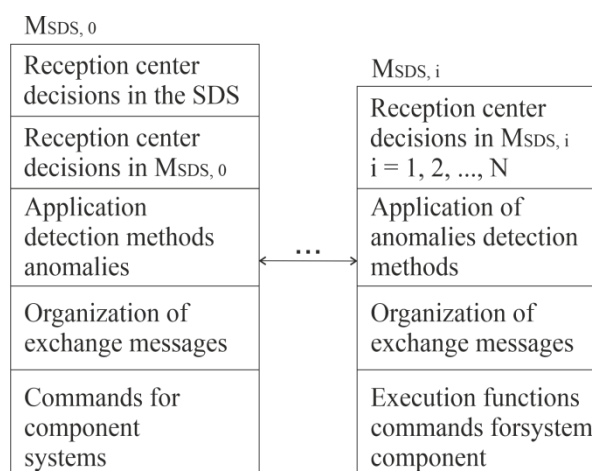 MSDS, 0
Reception center
decisions in the SDS
Reception center
decisions in MSDS, 0
Application
detection methods
anomalies
Organization of
exchange messages
Commands for
component
systems
...
MSDS, i
Reception center
decisions in MSDS, i
i = 1, 2, ..., N
Application of
anomalies detection
methods
Organization of
exchange messages
Execution functions
commands forsystem
component